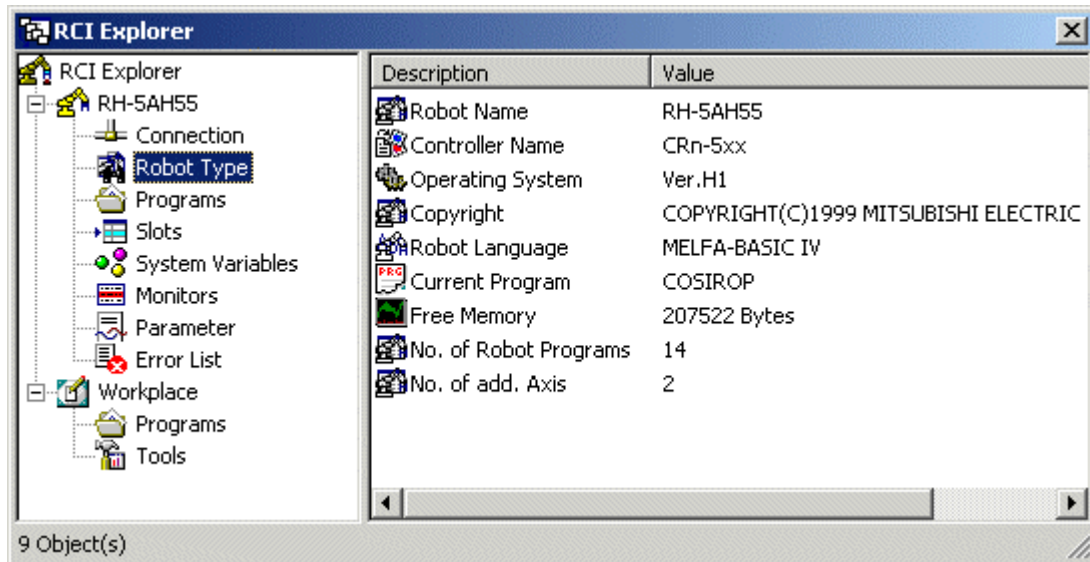 RCI Explorer
RCI Explorer
RH-5AH55
Connection
Robot Type
Programs
Slots
System Variables
Monitors
Parameter
Error List
Workplace
Programs
Tools
Description Value
Robot Name RH-5AH55
Controller Name CRn-5xx
Operating System Ver.H1
Copyright COPYRIGHT(C)1999 MITSUBISHI ELECTRIC
Robot Language MELFA-BASIC IV
PRG
Current Program COSIROP
Free Memory 207522 Bytes
No. of Robot Programs 14
No. of add. Axis 2
9 Object(s)